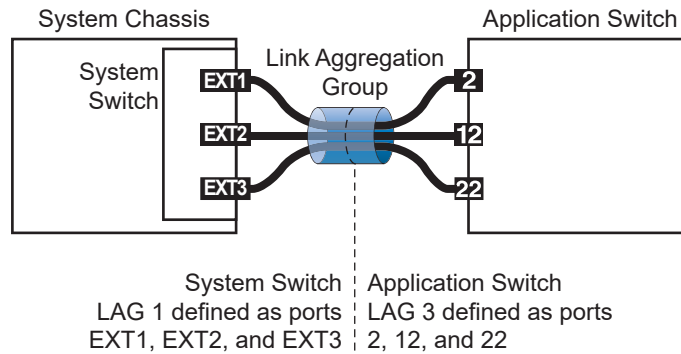 System Chassis
Application Switch
System
Switch
Link Aggregation
Group
EXT1
EXT2
EXT3
2
12
22
System Switch
LAG 1 defined as ports
EXT1, EXT2, and EXT3
Application Switch
LAG 3 defined as ports
2, 12, and 22